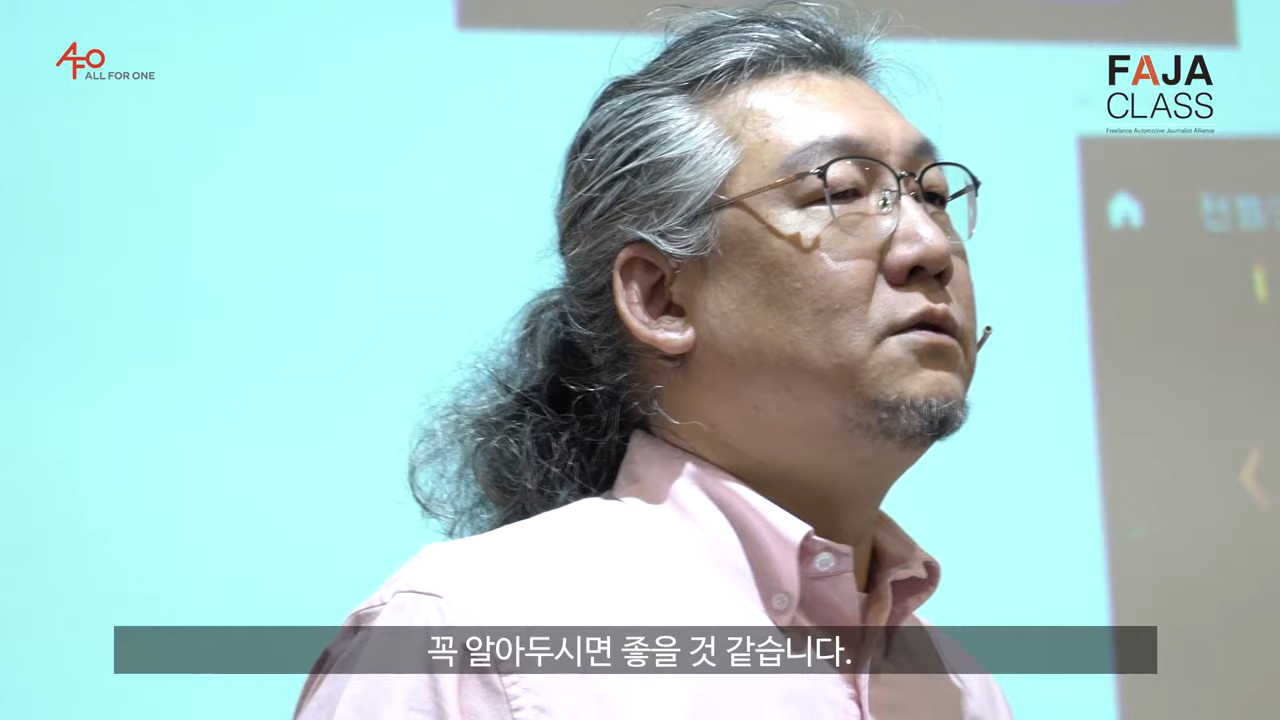 AFO
ALL FOR ONE
FAJA
CLASS
Freelance Automotive Journalist Alliance
꼭 알아두시면 좋을 것 같습니다.